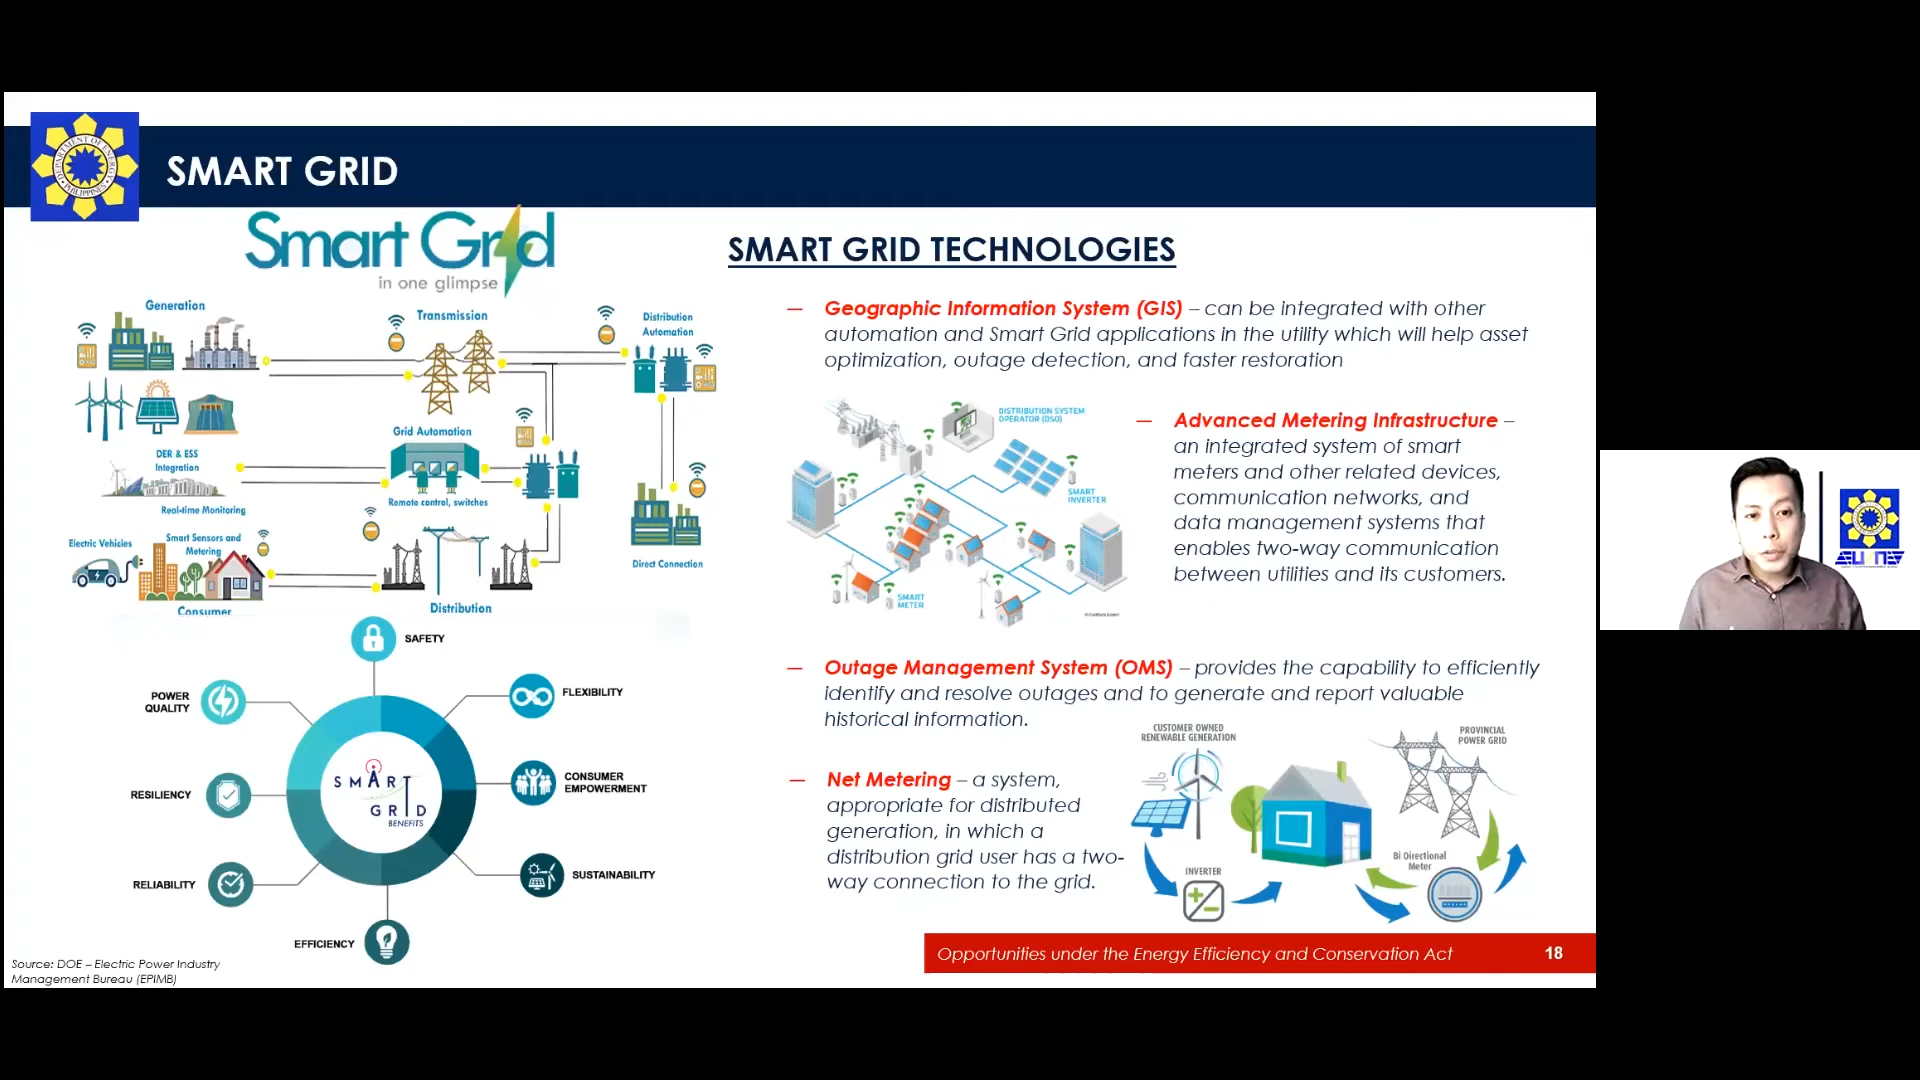 SMART GRID
DEPARTMENT OF ENERGY
PHILIPPINES
Smart Grid
in one glimpse
Generation
Transmission
Distribution
Automation
DER & ESS
Integration
Grid Automation
Real-time Monitoring
Remote control, switches
Electric Vehicles
Smart Sensors and
Metering
Consumer
Distribution
Direct Connection
SAFETY
POWER
QUALITY
FLEXIBILITY
RESILIENCY
CONSUMER
EMPOWERMENT
SMART
GRID
BENEFITS
RELIABILITY
SUSTAINABILITY
EFFICIENCY
Source: DOE – Electric Power Industry
Management Bureau (EPIMB)
SMART GRID TECHNOLOGIES
— Geographic Information System (GIS) – can be integrated with other
automation and Smart Grid applications in the utility which will help asset
optimization, outage detection, and faster restoration
DISTRIBUTION SYSTEM
OPERATOR (DSO)
SMART
INVERTER
SMART
METER
— Advanced Metering Infrastructure –
an integrated system of smart
meters and other related devices,
communication networks, and
data management systems that
enables two-way communication
between utilities and its customers.
— Outage Management System (OMS) – provides the capability to efficiently
identify and resolve outages and to generate and report valuable
historical information.
— Net Metering – a system,
appropriate for distributed
generation, in which a
distribution grid user has a two-
way connection to the grid.
CUSTOMER OWNED
RENEWABLE GENERATION
PROVINCIAL
POWER GRID
INVERTER
Bi Directional
Meter
Opportunities under the Energy Efficiency and Conservation Act
18